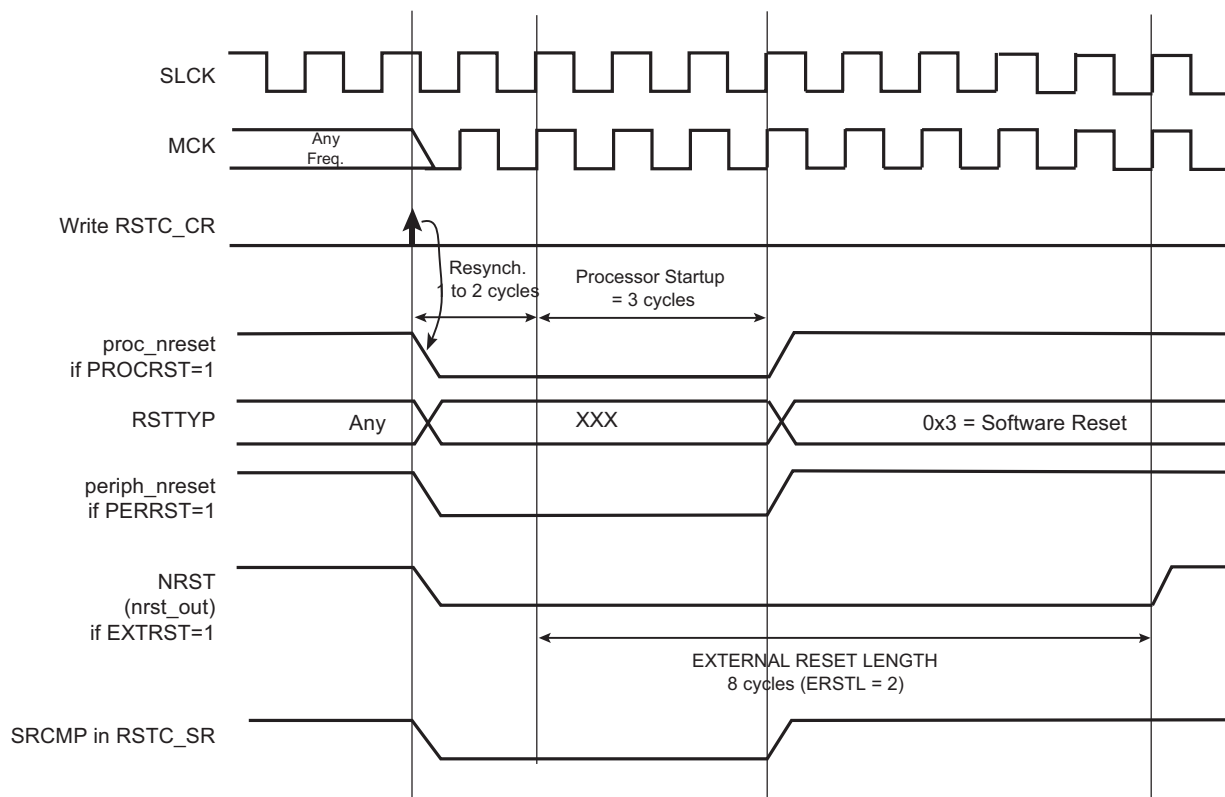 SLCK
MCK
Any
Freq.
Write RSTC_CR
Resynch.
1 to 2 cycles
Processor Startup
= 3 cycles
proc_nreset
if PROCRST=1
RSTTYP
Any
XXX
0x3 = Software Reset
periph_nreset
if PERRST=1
NRST
(nrst_out)
if EXTRST=1
EXTERNAL RESET LENGTH
8 cycles (ERSTL = 2)
SRCMP in RSTC_SR